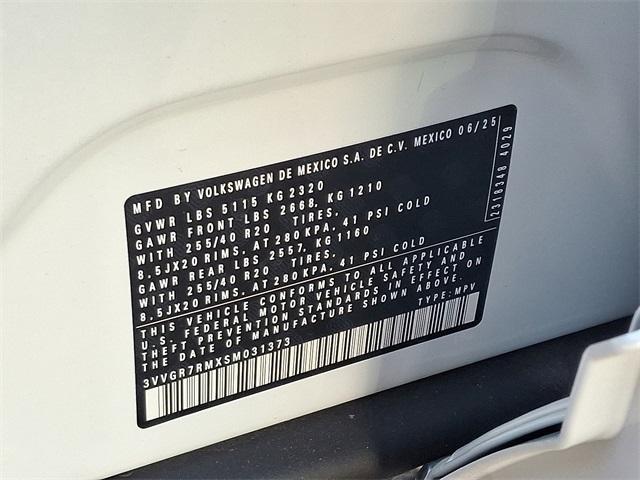 MFD BY VOLKSWAGEN DE MEXICO S.A. DE C.V. MEXICO 06/25
GVWR LBS 5115 KG 2320
GAWR FRONT LBS 2668, KG 1210
WITH 255/40 R20 TIRES,
8.5JX20 RIMS, AT 280 KPA, 41 PSI COLD
GAWR REAR LBS 2557, KG 1160
WITH 255/40 R20 TIRES,
8.5JX20 RIMS, AT 280 KPA, 41 PSI COLD
THIS VEHICLE CONFORMS TO ALL APPLICABLE
U.S. FEDERAL MOTOR VEHICLE SAFETY AND
THEFT PREVENTION STANDARDS IN EFFECT ON
THE DATE OF MANUFACTURE SHOWN ABOVE.
3VVGR7RMXSM031373 TYPE: MPV
2318348 4029